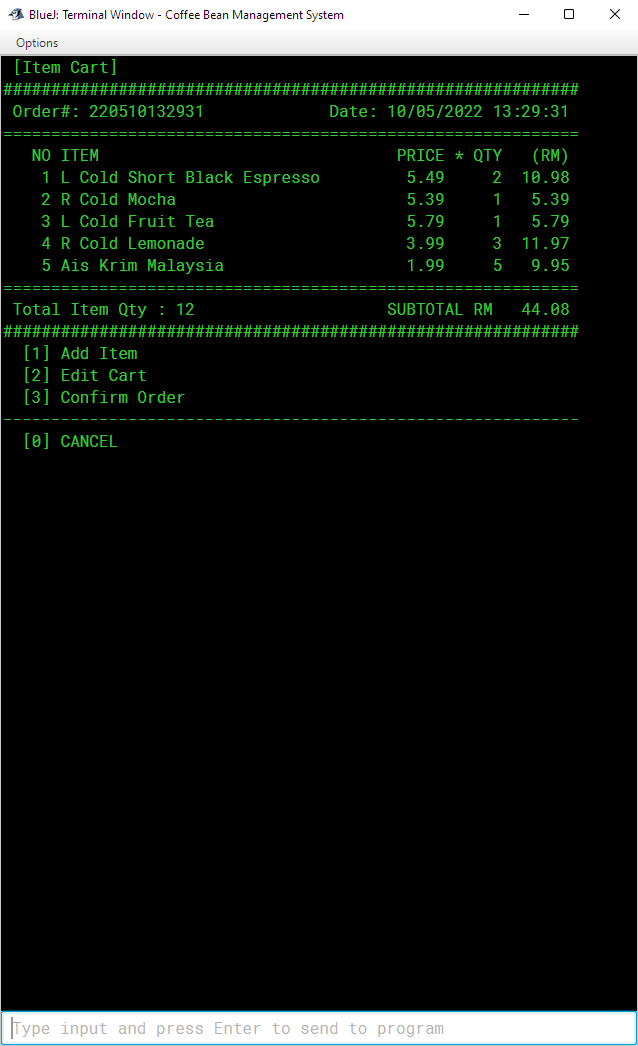 BlueJ: Terminal Window - Coffee Bean Management System
Options
[Item Cart]
############################################################
Order#: 220510132931 Date: 10/05/2022 13:29:31
============================================================
NO ITEM PRICE * QTY (RM)
1 L Cold Short Black Espresso 5.49 2 10.98
2 R Cold Mocha 5.39 1 5.39
3 L Cold Fruit Tea 5.79 1 5.79
4 R Cold Lemonade 3.99 3 11.97
5 Ais Krim Malaysia 1.99 5 9.95
============================================================
Total Item Qty : 12 SUBTOTAL RM 44.08
############################################################
[1] Add Item
[2] Edit Cart
[3] Confirm Order
------------------------------------------------------------
[0] CANCEL
Type input and press Enter to send to program